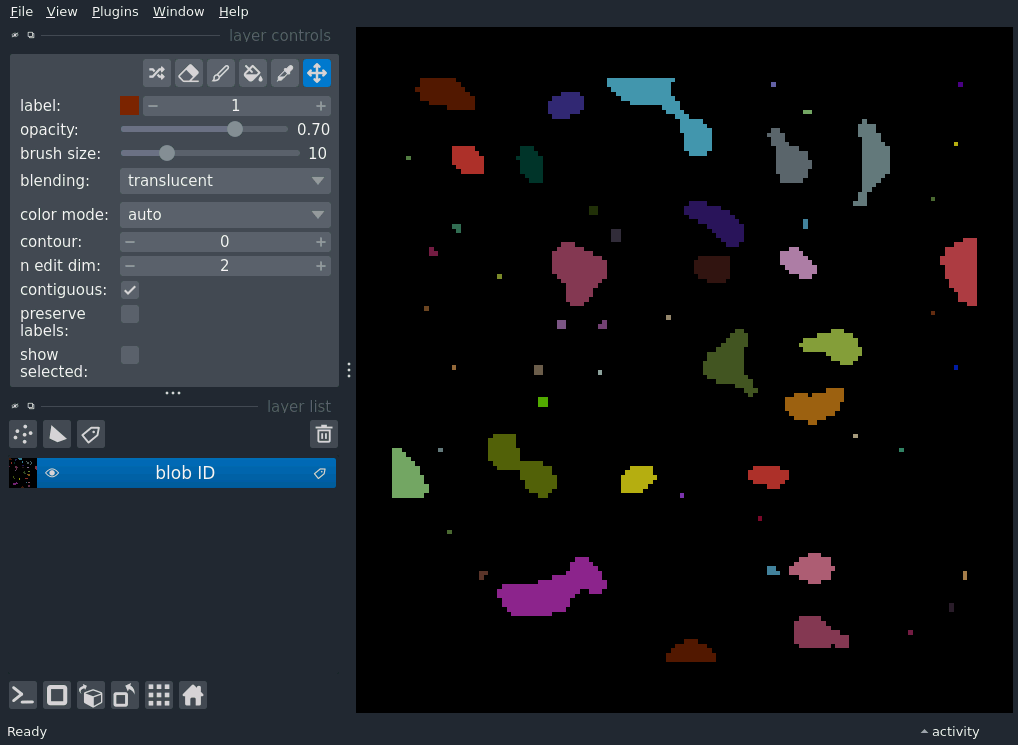 File View Plugins Window Help
layer controls
label: 1
opacity: 0.70
brush size: 10
blending: translucent
color mode: auto
contour: 0
n edit dim: 2
contiguous:
preserve
labels:
show
selected:
layer list
blob ID
Ready activity